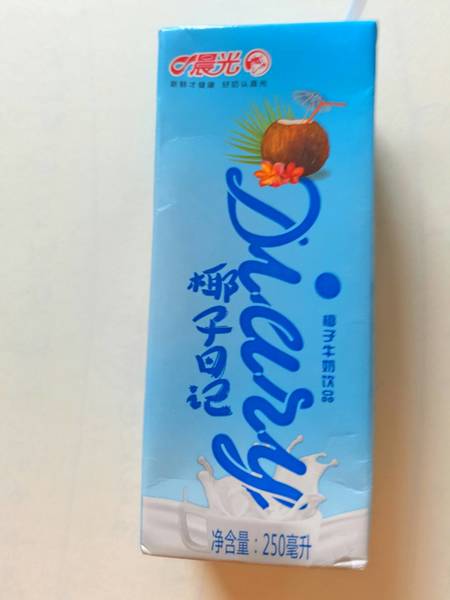 晨光
新鲜才健康 好奶认晨光
Diary
椰子日记
椰子牛奶饮品
净含量：250毫升